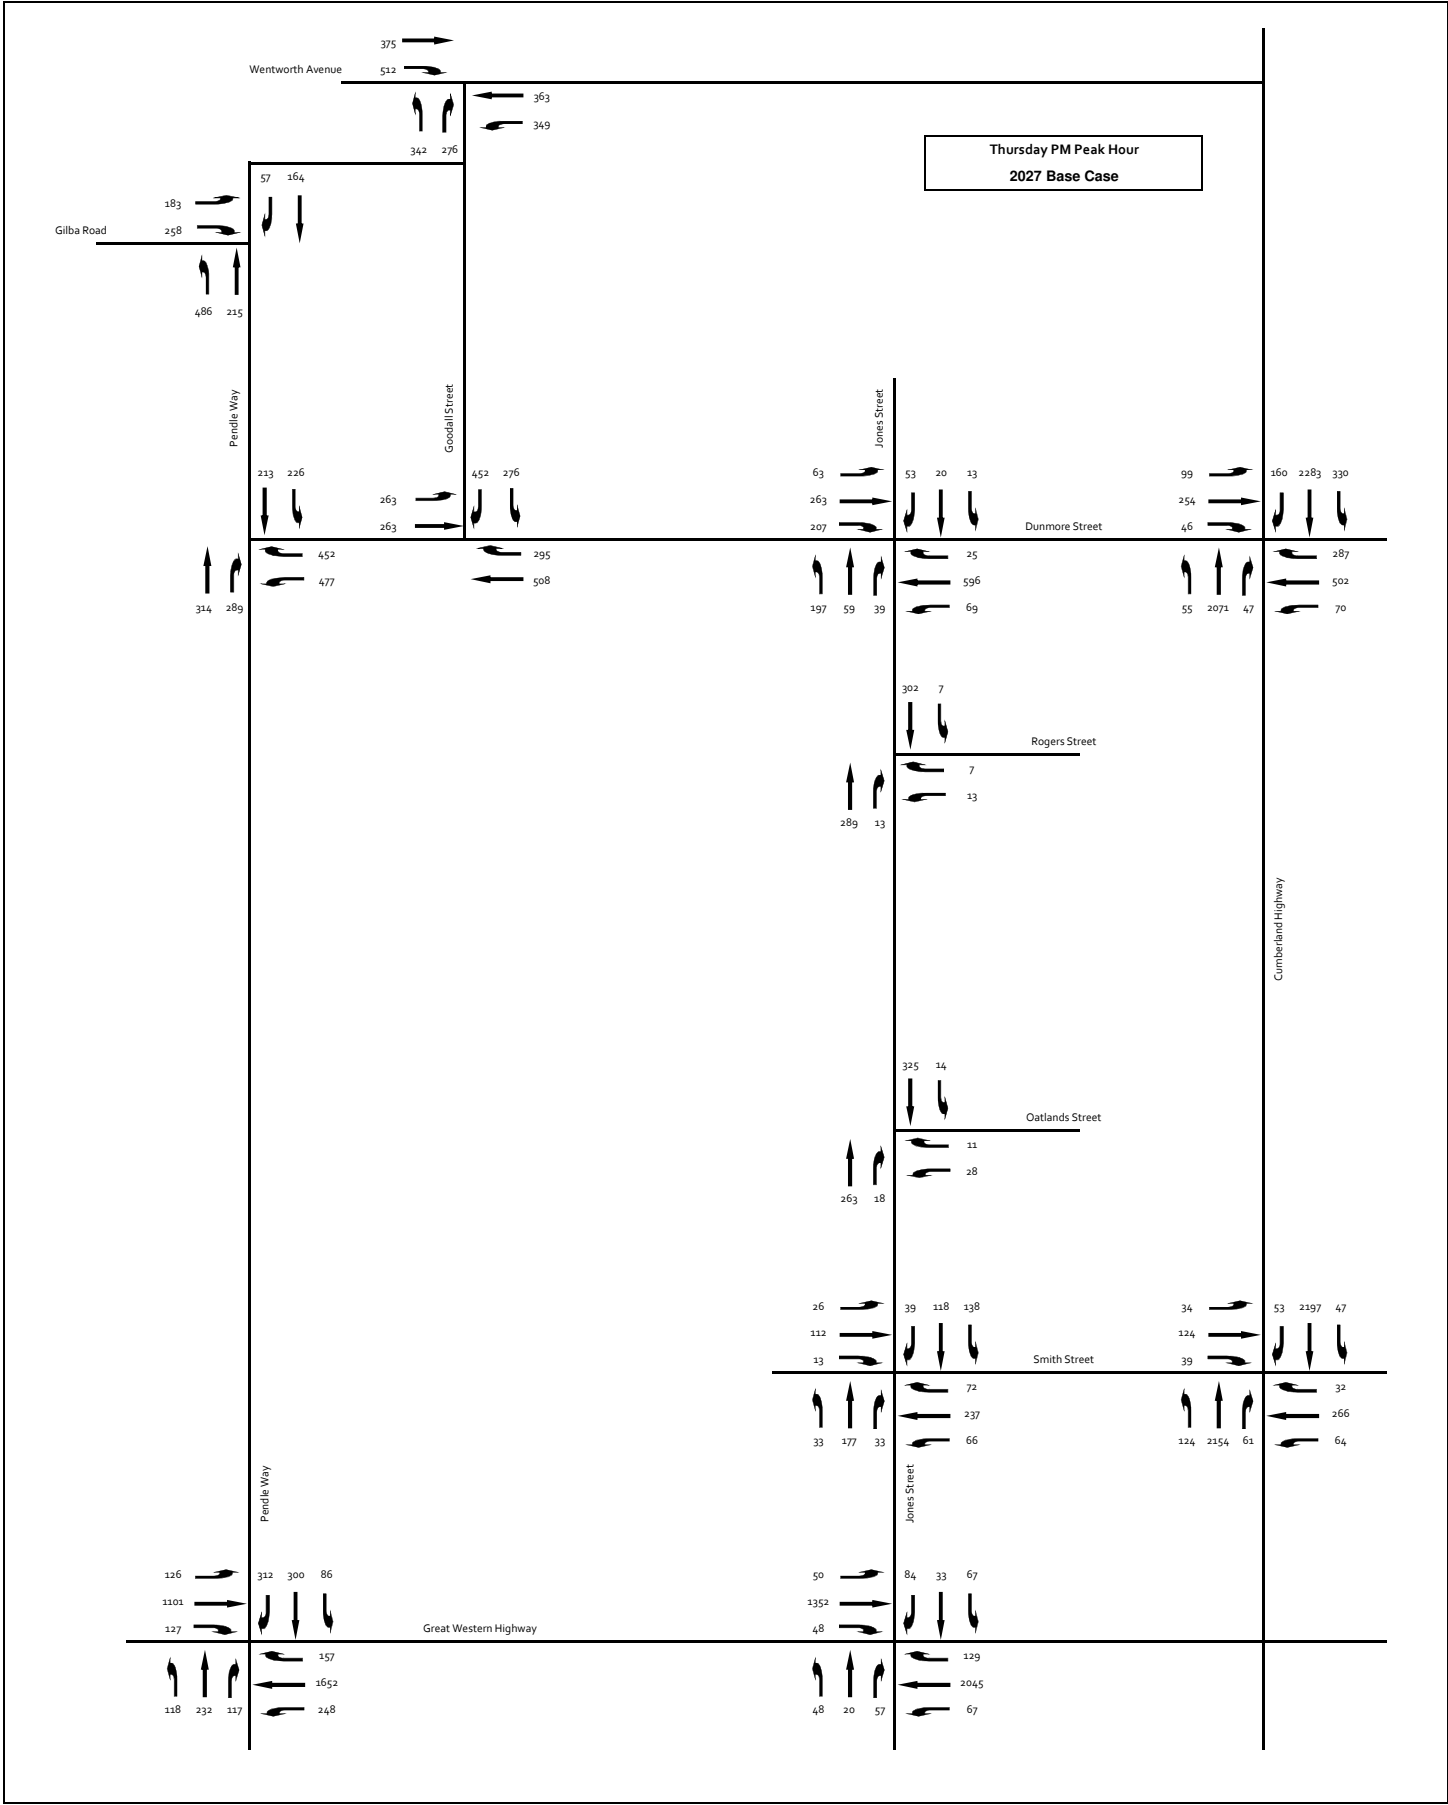 375
Wentworth Avenue 512
363
349
342 276
Thursday PM Peak Hour
2027 Base Case
57 164
183
258
Gilba Road
486 215
Pendle Way
Goodall Street
Jones Street
213 226
452 276
263
263
63
263
207
53 20 13
Dunmore Street
99
254
46
160 2283 330
452
477
314 289
295
508
25
596
69
197 59 39
287
502
70
55 2071 47
302 7
Rogers Street
7
13
289 13
Cumberland Highway
325 14
Oatlands Street
11
28
263 18
26
112
13
39 118 138
Smith Street
34
124
39
53 2197 47
72
237
66
33 177 33
32
266
64
124 2154 61
Pendle Way
Jones Street
126
1101
127
312 300 86
Great Western Highway
50
1352
48
84 33 67
157
1652
248
118 232 117
129
2045
67
48 20 57